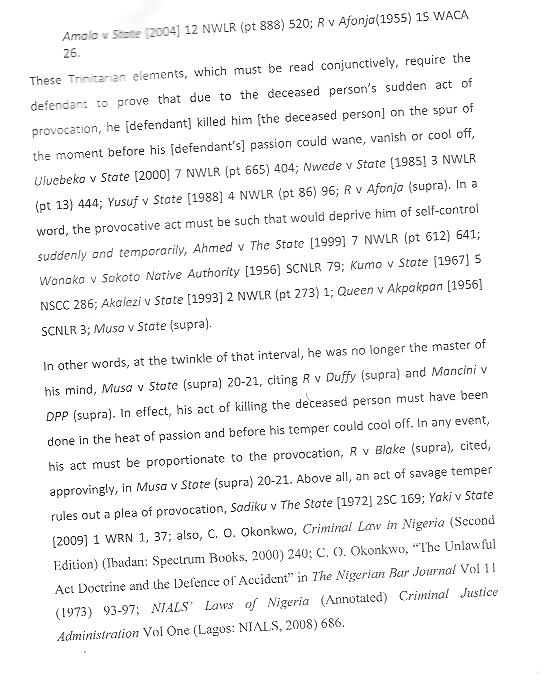 Amala v State [2004] 12 NWLR (pt 888) 520; R v Afonja(1955) 15 WACA
26.
These Trinitarian elements, which must be read conjunctively, require the
defendant to prove that due to the deceased person's sudden act of
provocation, he [defendant] killed him [the deceased person] on the spur of
the moment before his [defendant's] passion could wane, vanish or cool off,
Uluebeka v State [2000] 7 NWLR (pt 665) 404; Nwede v State [1985] 3 NWLR
(pt 13) 444; Yusuf v State [1988] 4 NWLR (pt 86) 96; R v Afonja (supra). In a
word, the provocative act must be such that would deprive him of self-control
suddenly and temporarily, Ahmed v The State [1999] 7 NWLR (pt 612) 641;
Wonaka v Sokoto Native Authority [1956] SCNLR 79; Kumo v State [1967] 5
NSCC 286; Akalezi v State [1993] 2 NWLR (pt 273) 1; Queen v Akpakpan [1956]
SCNLR 3; Musa v State (supra).
In other words, at the twinkle of that interval, he was no longer the master of
his mind, Musa v State (supra) 20-21, citing R v Duffy (supra) and Mancini v
DPP (supra). In effect, his act of killing the deceased person must have been
done in the heat of passion and before his temper could cool off. In any event,
his act must be proportionate to the provocation, R v Blake (supra), cited,
approvingly, in Musa v State (supra) 20-21. Above all, an act of savage temper
rules out a plea of provocation, Sadiku v The State [1972] 2SC 169; Yaki v State
[2009] 1 WRN 1, 37; also, C. O. Okonkwo, Criminal Law in Nigeria (Second
Edition) (Ibadan: Spectrum Books, 2000) 240; C. O. Okonkwo, "The Unlawful
Act Doctrine and the Defence of Accident" in The Nigerian Bar Journal Vol 11
(1973) 93-97; NIALS' Laws of Nigeria (Annotated) Criminal Justice
Administration Vol One (Lagos: NIALS, 2008) 686.